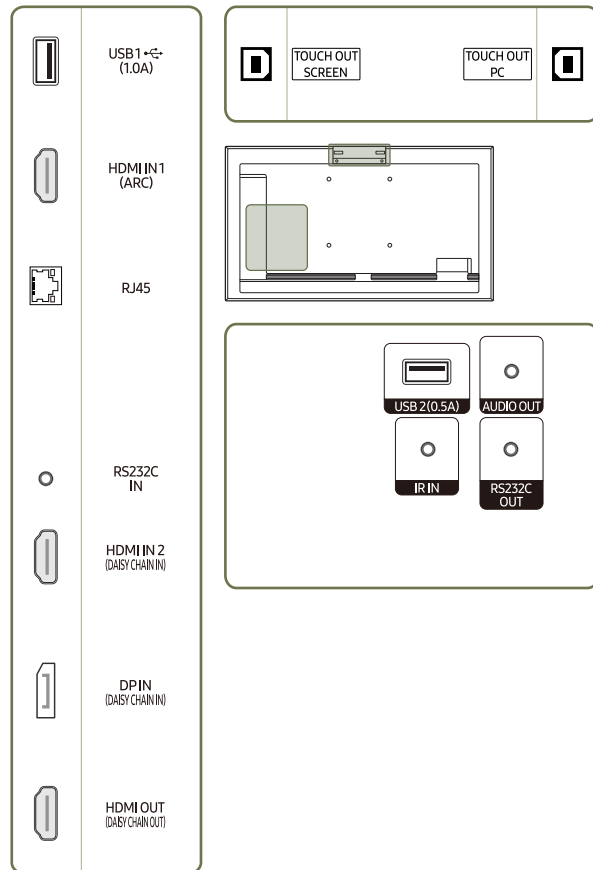 USB1
(1.0A)
HDMI IN 1
(ARC)
RJ45
RS232C
IN
HDMI IN 2
(DAISY CHAIN IN)
DP IN
(DAISY CHAIN IN)
HDMI OUT
(DAISY CHAIN OUT)
TOUCH OUT
SCREEN
TOUCH OUT
PC
USB 2(0.5A)
AUDIO OUT
IR IN
RS232C
OUT